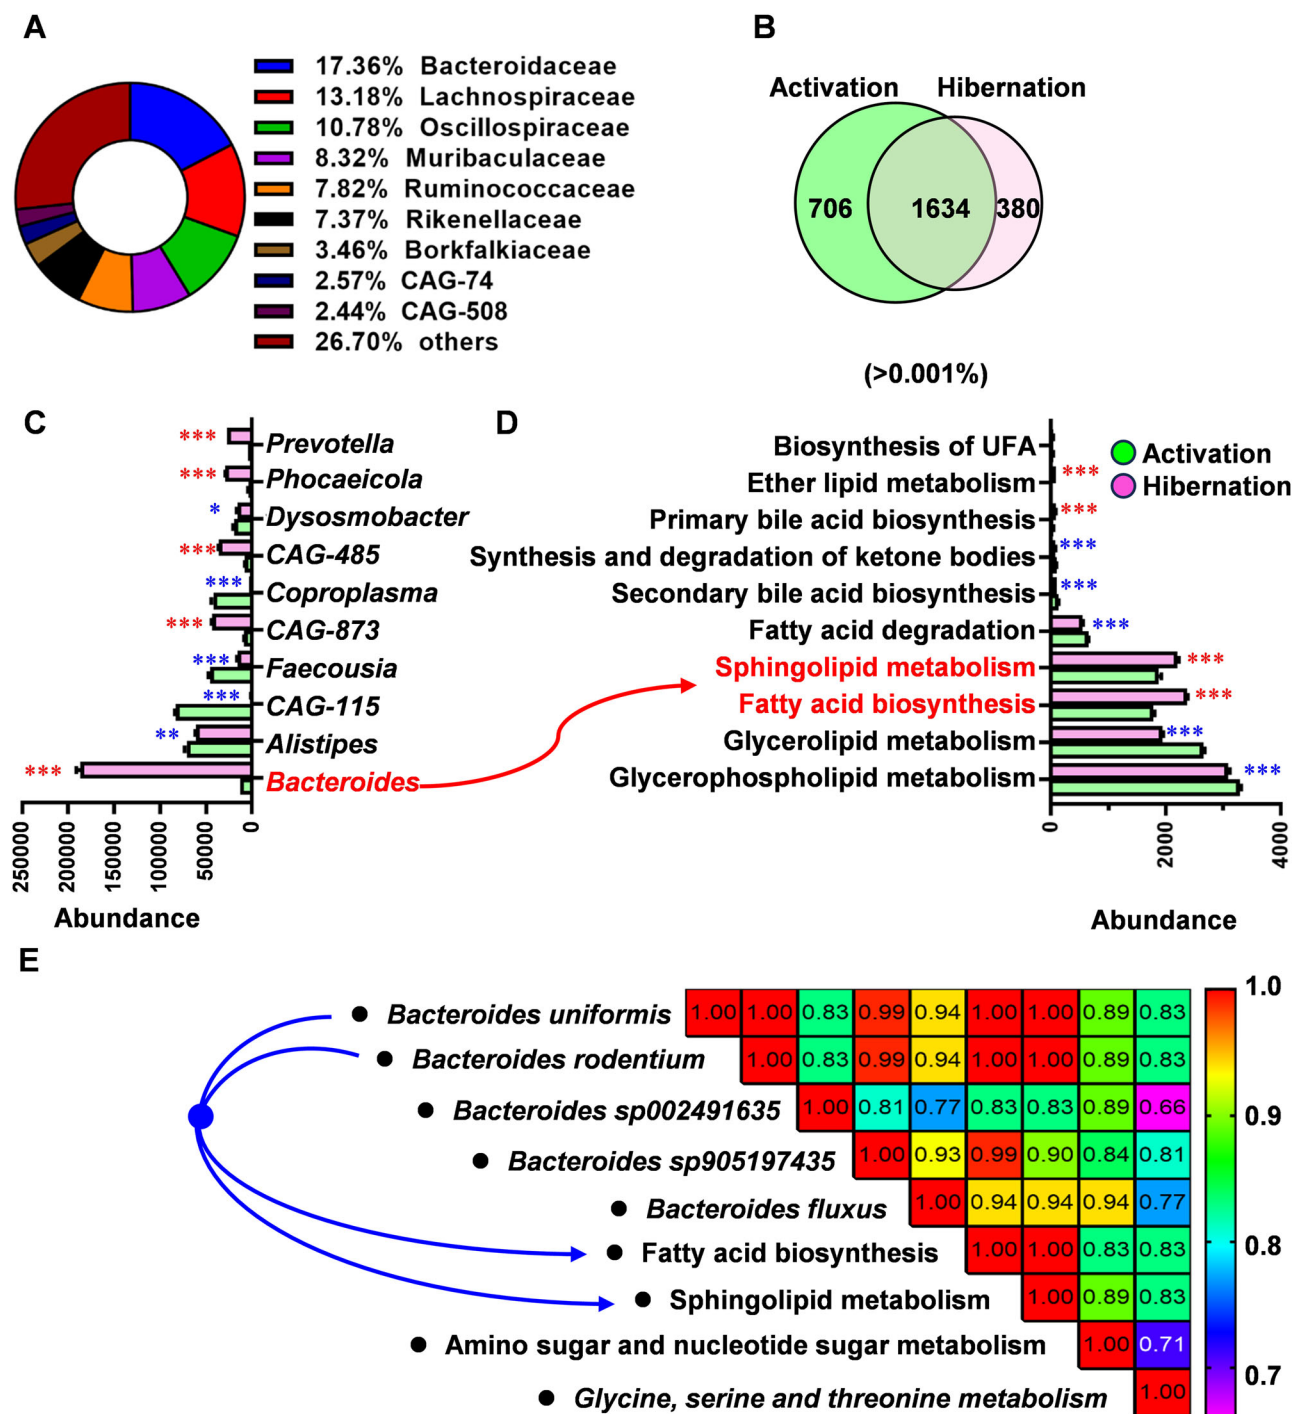 A
17.36% Bacteroidaceae
13.18% Lachnospiraceae
10.78% Oscillospiraceae
8.32% Muribaculaceae
7.82% Ruminococcaceae
7.37% Rikenellaceae
3.46% Borkfalkiaceae
2.57% CAG-74
2.44% CAG-508
26.70% others
B
Activation Hibernation
706 1634 380
(>0.001%)
C
*** Prevotella
*** Phocaeicola
* Dysosmobacter
*** CAG-485
*** Coproplasma
*** CAG-873
*** Faecousia
*** CAG-115
** Alistipes
*** Bacteroides
250000 200000 150000 100000 50000 0
Abundance
D
Activation
Hibernation
Biosynthesis of UFA
Ether lipid metabolism ***
Primary bile acid biosynthesis ***
Synthesis and degradation of ketone bodies ***
Secondary bile acid biosynthesis ***
Fatty acid degradation ***
Sphingolipid metabolism ***
Fatty acid biosynthesis ***
Glycerolipid metabolism ***
Glycerophospholipid metabolism ***
0 2000 4000
Abundance
E
Bacteroides uniformis 1.00 1.00 0.83 0.99 0.94 1.00 1.00 0.89 0.83
Bacteroides rodentium 1.00 0.83 0.99 0.94 1.00 1.00 0.89 0.83
Bacteroides sp002491635 1.00 0.81 0.77 0.83 0.83 0.89 0.66
Bacteroides sp905197435 1.00 0.93 0.99 0.90 0.84 0.81
Bacteroides fluxus 1.00 0.94 0.94 0.94 0.77
Fatty acid biosynthesis 1.00 1.00 0.83 0.83
Sphingolipid metabolism 1.00 0.89 0.83
Amino sugar and nucleotide sugar metabolism 1.00 0.71
Glycine, serine and threonine metabolism 1.00
1.0
0.9
0.8
0.7